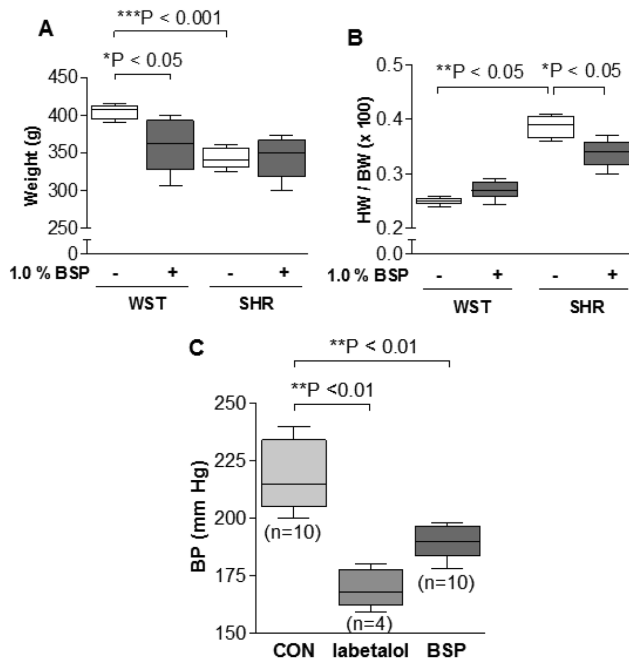 A
***P < 0.001
*P < 0.05
Weight (g)
450
400
350
300
250
0
1.0 % BSP - + - +
WST SHR
B
**P < 0.05 *P < 0.05
HW / BW (x 100)
0.5
0.4
0.3
0.2
0.0
1.0 % BSP - + - +
WST SHR
C
**P < 0.01
**P <0.01
BP (mm Hg)
250
225
200
175
150
(n=10)
(n=4)
(n=10)
CON labetalol BSP